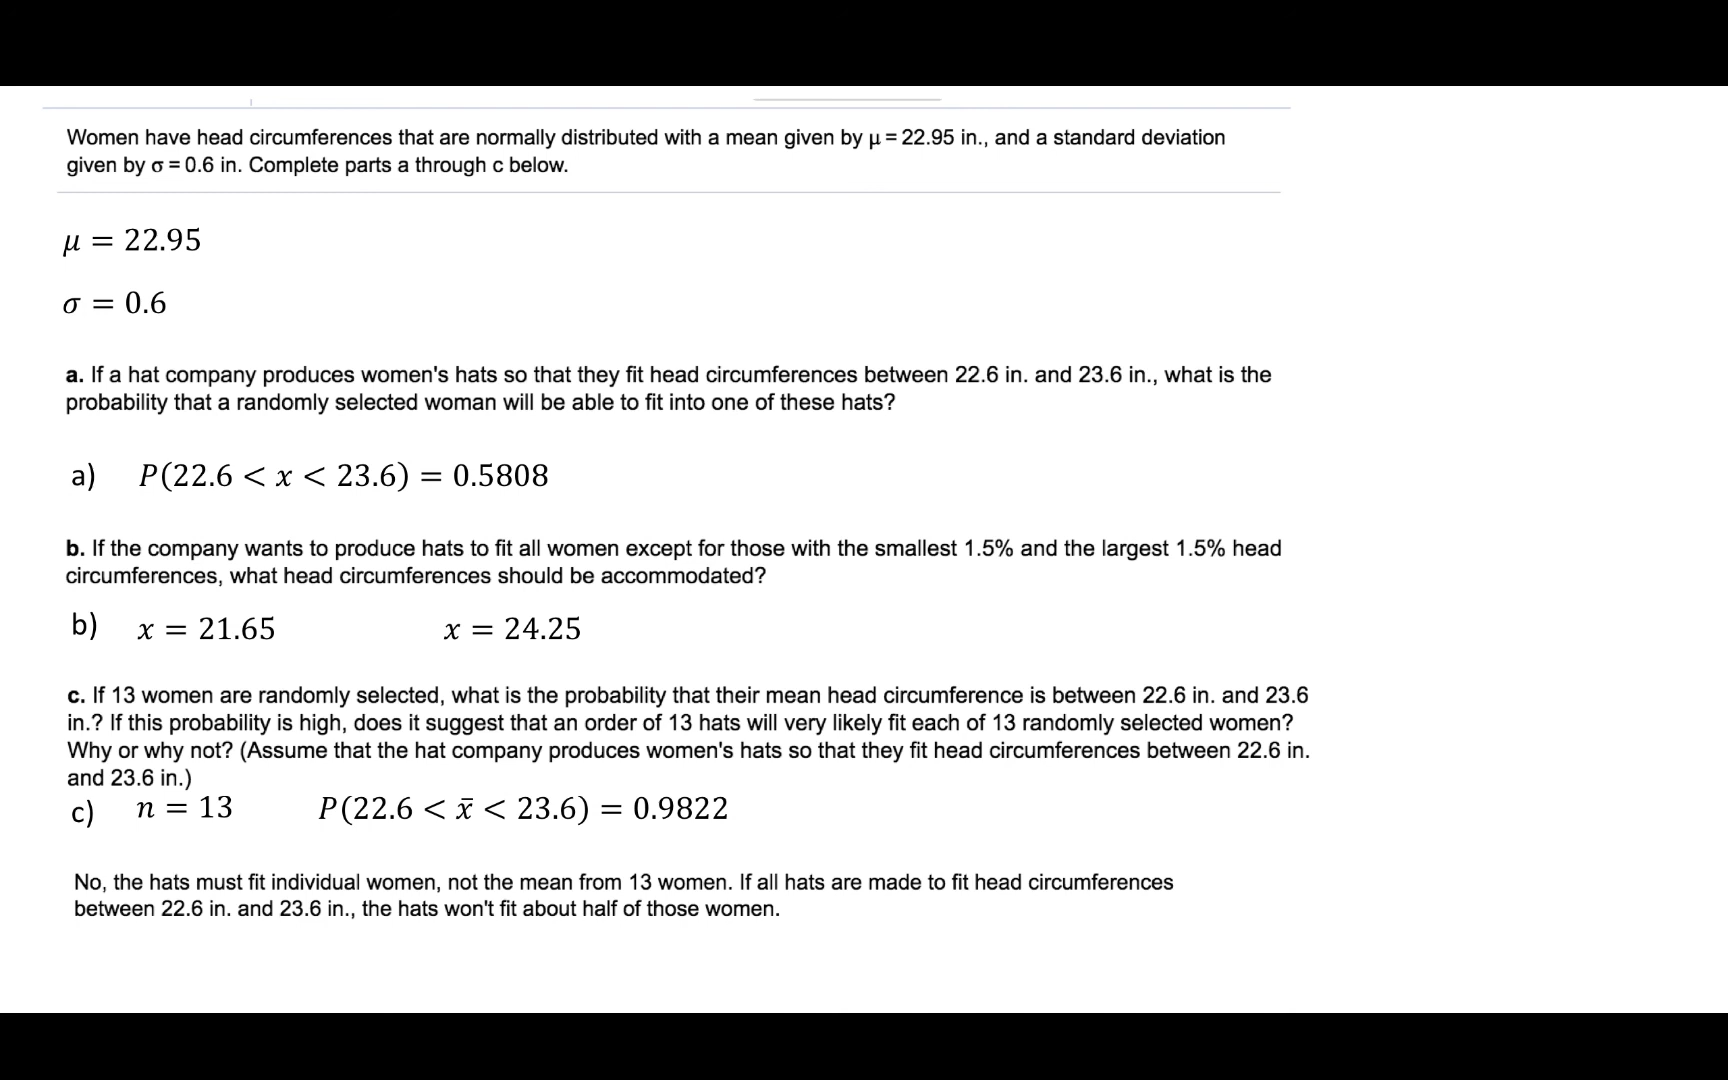 Women have head circumferences that are normally distributed with a mean given by μ = 22.95 in., and a standard deviation
given by σ = 0.6 in. Complete parts a through c below.
μ = 22.95
σ = 0.6
a. If a hat company produces women's hats so that they fit head circumferences between 22.6 in. and 23.6 in., what is the
probability that a randomly selected woman will be able to fit into one of these hats?
a) P(22.6 < x < 23.6) = 0.5808
b. If the company wants to produce hats to fit all women except for those with the smallest 1.5% and the largest 1.5% head
circumferences, what head circumferences should be accommodated?
b) x = 21.65 x = 24.25
c. If 13 women are randomly selected, what is the probability that their mean head circumference is between 22.6 in. and 23.6
in.? If this probability is high, does it suggest that an order of 13 hats will very likely fit each of 13 randomly selected women?
Why or why not? (Assume that the hat company produces women's hats so that they fit head circumferences between 22.6 in.
and 23.6 in.)
c) n = 13 P(22.6 < x̄ < 23.6) = 0.9822
No, the hats must fit individual women, not the mean from 13 women. If all hats are made to fit head circumferences
between 22.6 in. and 23.6 in., the hats won't fit about half of those women.